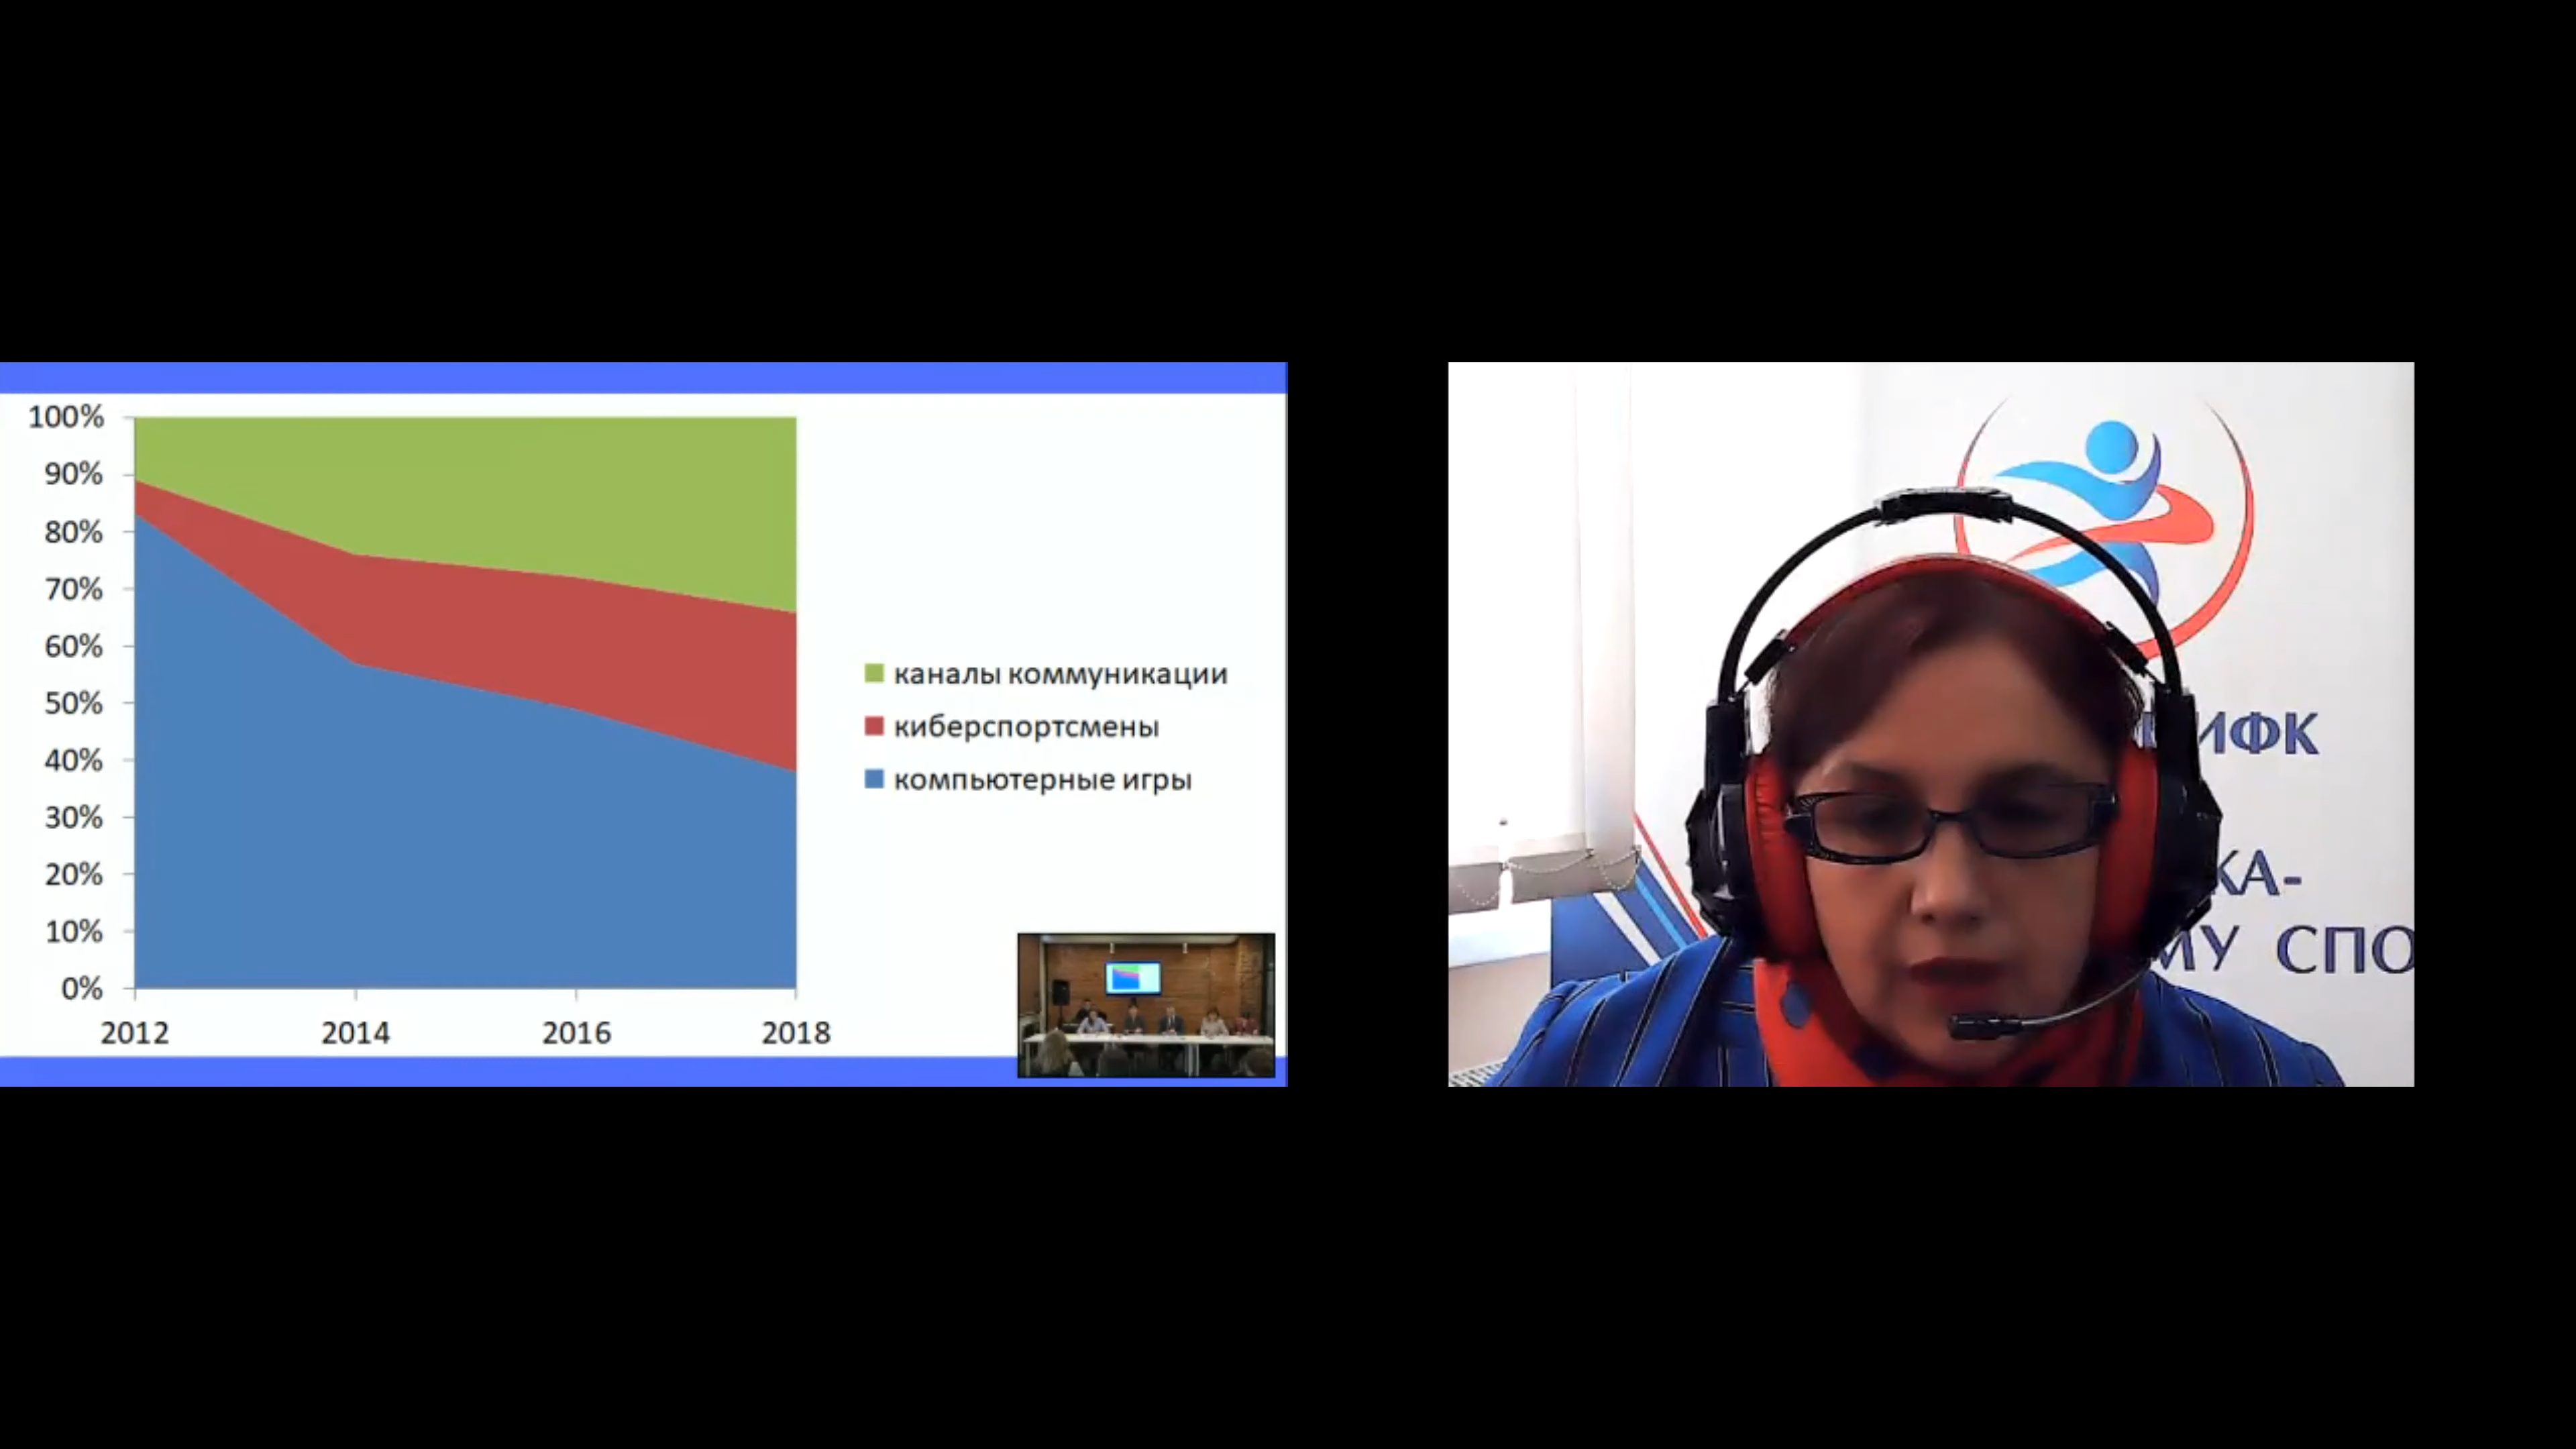 100%
90%
80%
70%
60%
50%
40%
30%
20%
10%
0%
2012 2014 2016 2018
каналы коммуникации
киберспортсмены
компьютерные игры
ИФК
КА-
МУ СПО